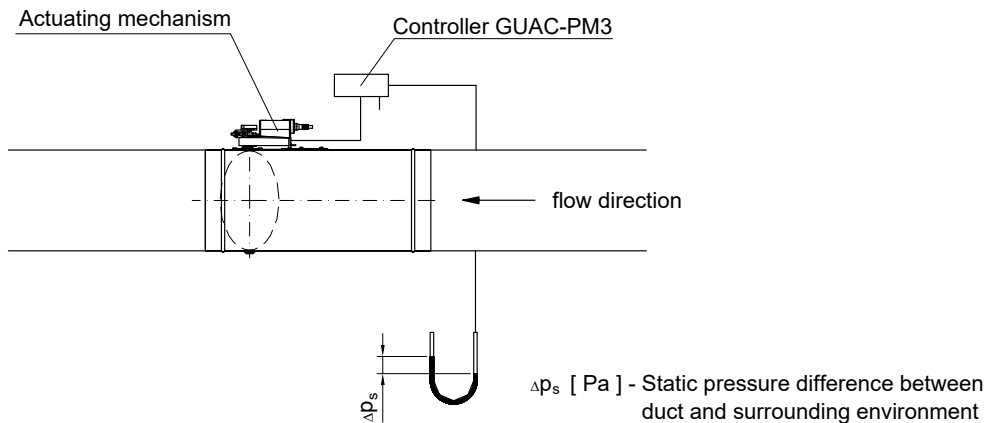 Actuating mechanism
Controller GUAC-PM3
flow direction
Δpₛ
Δpₛ [ Pa ] - Static pressure difference between
duct and surrounding environment